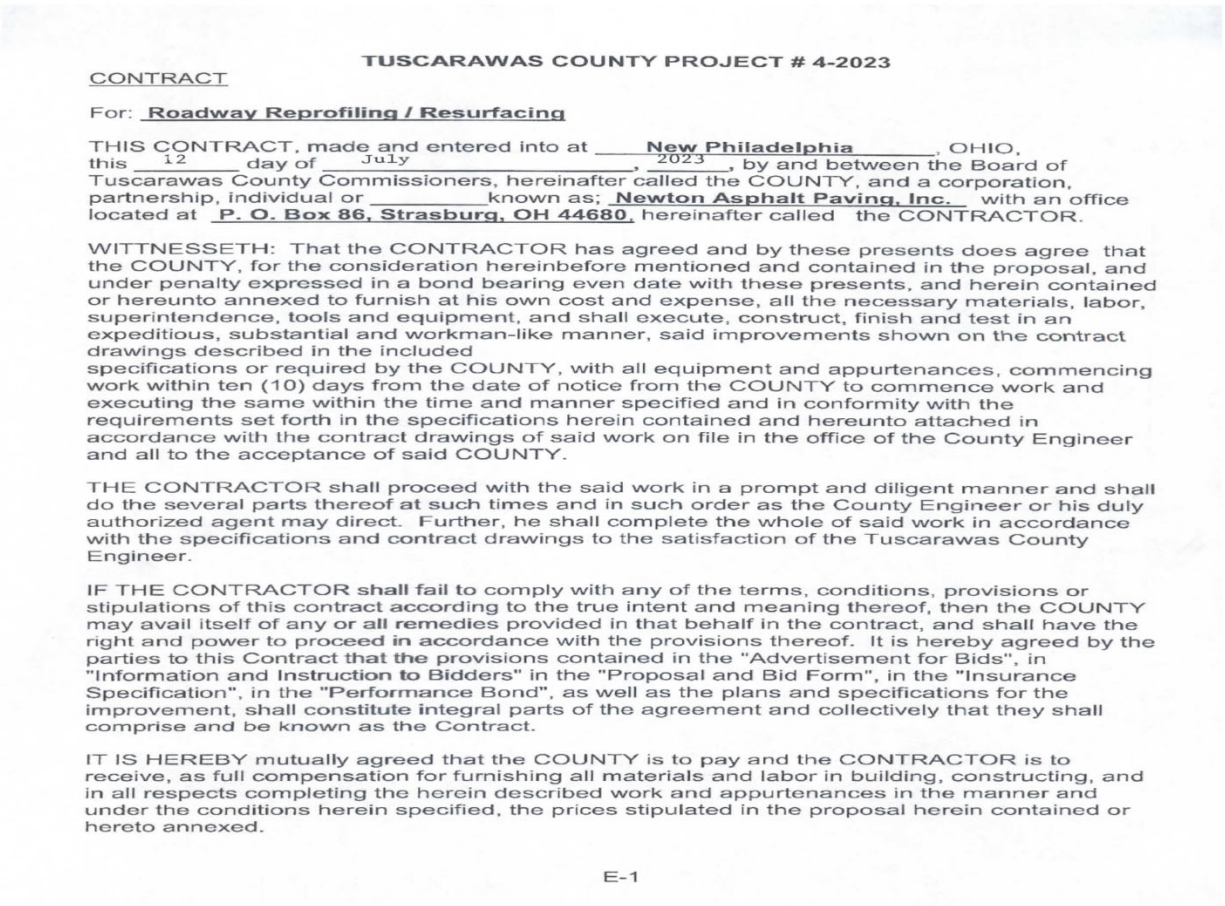 TUSCARAWAS COUNTY PROJECT # 4-2023
CONTRACT
For: Roadway Reprofiling / Resurfacing
THIS CONTRACT, made and entered into at New Philadelphia, OHIO,
this 12 day of July, 2023, by and between the Board of
Tuscarawas County Commissioners, hereinafter called the COUNTY, and a corporation,
partnership, individual or ________known as; Newton Asphalt Paving, Inc. with an office
located at P. O. Box 86, Strasburg, OH 44680, hereinafter called the CONTRACTOR.
WITTNESSETH: That the CONTRACTOR has agreed and by these presents does agree that
the COUNTY, for the consideration hereinbefore mentioned and contained in the proposal, and
under penalty expressed in a bond bearing even date with these presents, and herein contained
or hereunto annexed to furnish at his own cost and expense, all the necessary materials, labor,
superintendence, tools and equipment, and shall execute, construct, finish and test in an
expeditious, substantial and workman-like manner, said improvements shown on the contract
drawings described in the included
specifications or required by the COUNTY, with all equipment and appurtenances, commencing
work within ten (10) days from the date of notice from the COUNTY to commence work and
executing the same within the time and manner specified and in conformity with the
requirements set forth in the specifications herein contained and hereunto attached in
accordance with the contract drawings of said work on file in the office of the County Engineer
and all to the acceptance of said COUNTY.
THE CONTRACTOR shall proceed with the said work in a prompt and diligent manner and shall
do the several parts thereof at such times and in such order as the County Engineer or his duly
authorized agent may direct. Further, he shall complete the whole of said work in accordance
with the specifications and contract drawings to the satisfaction of the Tuscarawas County
Engineer.
IF THE CONTRACTOR shall fail to comply with any of the terms, conditions, provisions or
stipulations of this contract according to the true intent and meaning thereof, then the COUNTY
may avail itself of any or all remedies provided in that behalf in the contract, and shall have the
right and power to proceed in accordance with the provisions thereof. It is hereby agreed by the
parties to this Contract that the provisions contained in the "Advertisement for Bids", in
"Information and Instruction to Bidders" in the "Proposal and Bid Form", in the "Insurance
Specification", in the "Performance Bond", as well as the plans and specifications for the
improvement, shall constitute integral parts of the agreement and collectively that they shall
comprise and be known as the Contract.
IT IS HEREBY mutually agreed that the COUNTY is to pay and the CONTRACTOR is to
receive, as full compensation for furnishing all materials and labor in building, constructing, and
in all respects completing the herein described work and appurtenances in the manner and
under the conditions herein specified, the prices stipulated in the proposal herein contained or
hereto annexed.
E-1